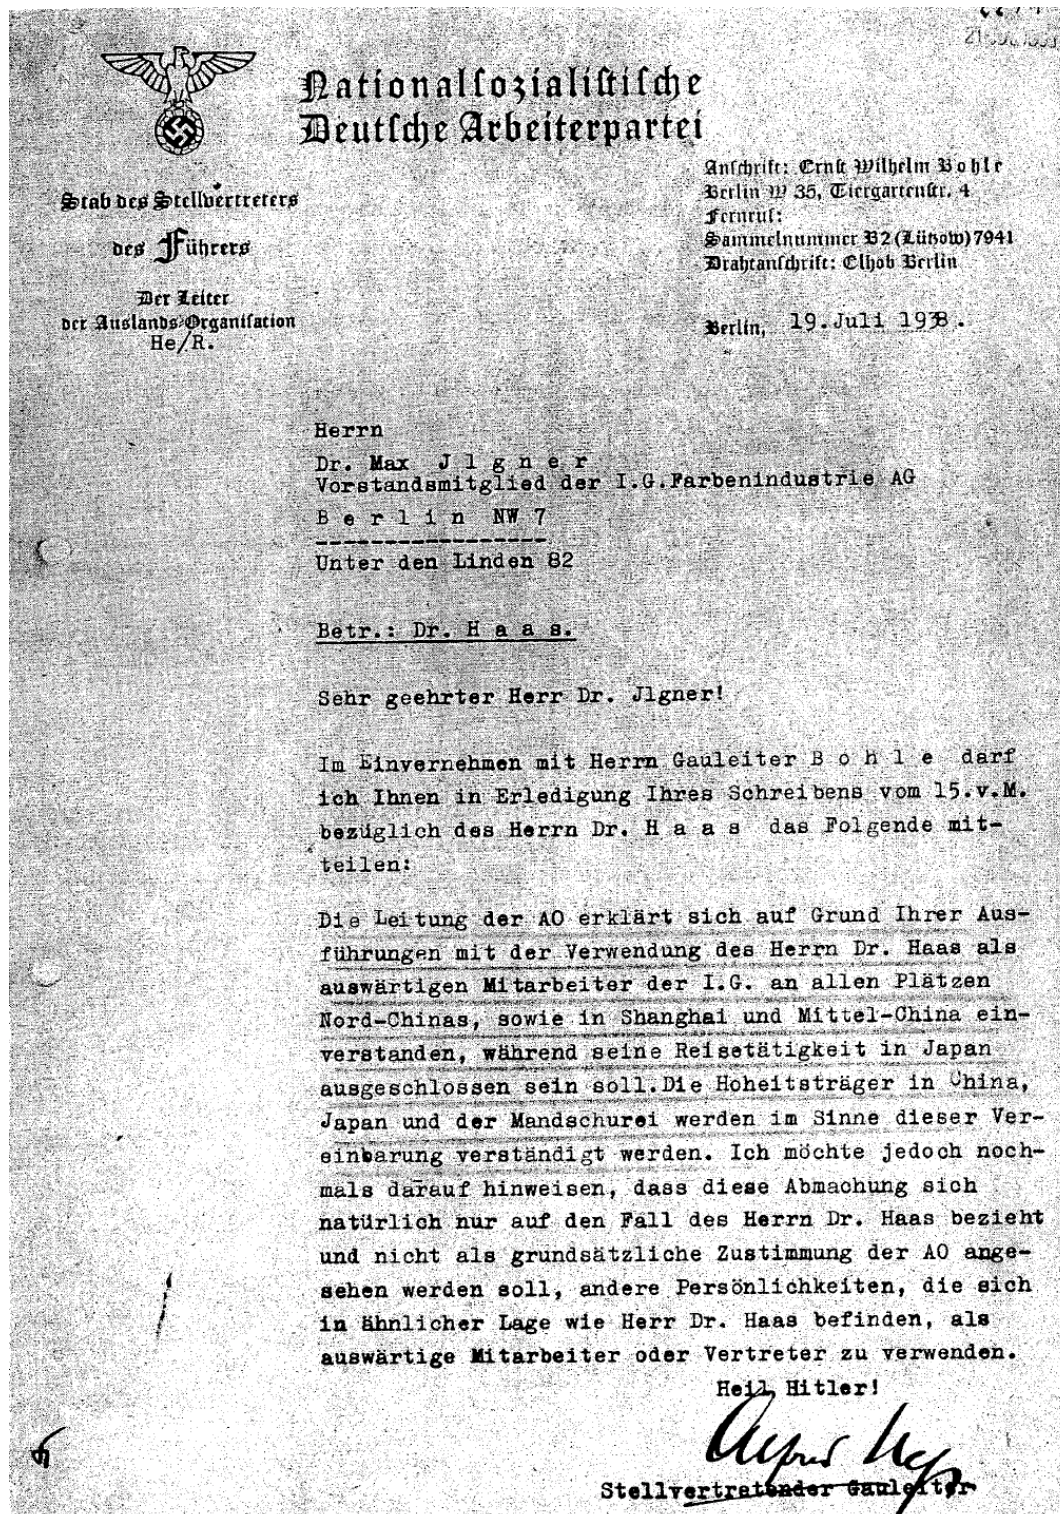 Nationalsozialistische
Deutsche Arbeiterpartei
Stab des Stellvertreters
des Führers
Der Leiter
der Auslands-Organisation
He/R.
Anschrift: Ernst Wilhelm Bohle
Berlin W 35, Tiergartenstr. 4
Fernruf:
Sammelnummer B2 (Lützow) 7941
Drahtanschrift: Elhob Berlin
Berlin, 19.Juli 1938.
Herrn
Dr. Max J l g n e r
Vorstandsmitglied der I.G.Farbenindustrie AG
B e r l i n NW 7
Unter den Linden 82
Betr.: Dr. H a a s.
Sehr geehrter Herr Dr. Jlgner!
Im Einvernehmen mit Herrn Gauleiter B o h l e darf
ich Ihnen in Erledigung Ihres Schreibens vom 15.v.M.
bezüglich des Herrn Dr. H a a s das Folgende mit-
teilen:
Die Leitung der AO erklärt sich auf Grund Ihrer Aus-
führungen mit der Verwendung des Herrn Dr. Haas als
auswärtigen Mitarbeiter der I.G. an allen Plätzen
Nord-Chinas, sowie in Shanghai und Mittel-China ein-
verstanden, während seine Reisetätigkeit in Japan
ausgeschlossen sein soll.Die Hoheitsträger in China,
Japan und der Mandschurei werden im Sinne dieser Ver-
einbarung verständigt werden. Ich möchte jedoch noch-
mals darauf hinweisen, dass diese Abmachung sich
natürlich nur auf den Fall des Herrn Dr. Haas bezieht
und nicht als grundsätzliche Zustimmung der AO ange-
sehen werden soll, andere Persönlichkeiten, die sich
in ähnlicher Lage wie Herr Dr. Haas befinden, als
auswärtige Mitarbeiter oder Vertreter zu verwenden.
Heil Hitler!
Stellvertretender Gauleiter